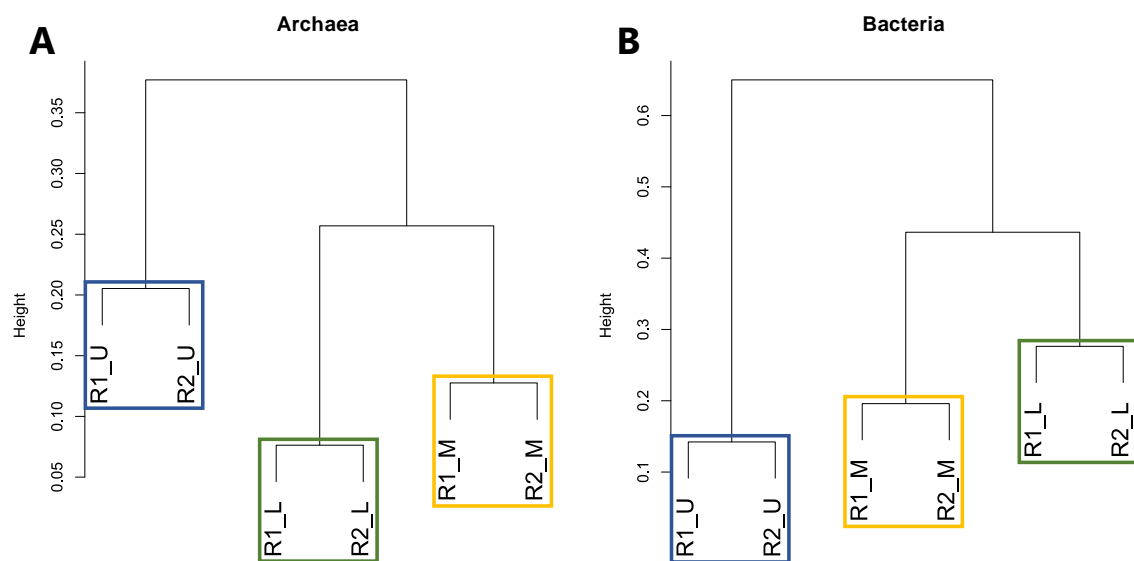 A
Archaea
Height
0.35
0.30
0.25
0.20
0.15
0.10
0.05
R1_U
R2_U
R1_L
R2_L
R1_M
R2_M
B
Bacteria
Height
0.6
0.5
0.4
0.3
0.2
0.1
R1_U
R2_U
R1_M
R2_M
R1_L
R2_L